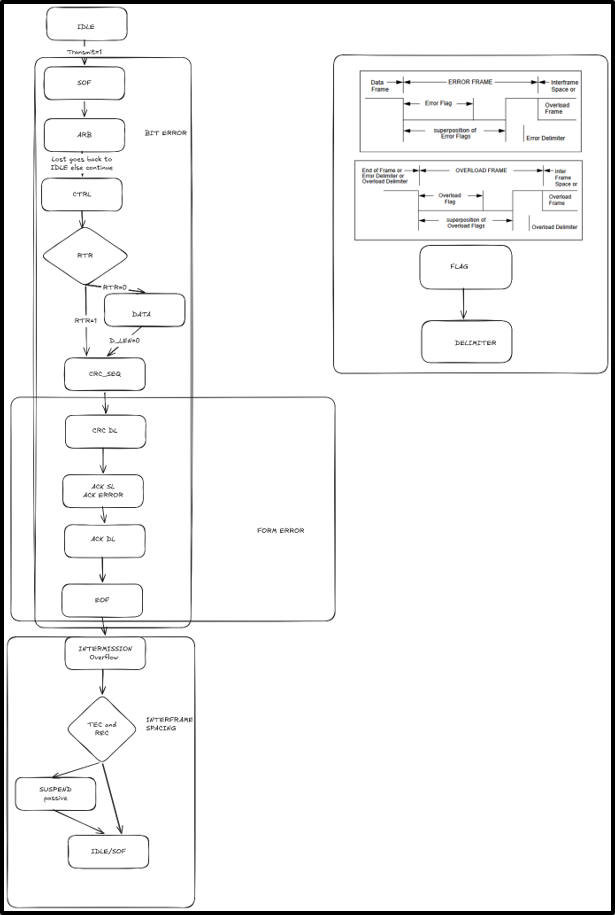 IDLE
Transmit=1
SOF
ARB
BIT ERROR
Lost goes back to
IDLE else continue
CTRL
RTR
RTR=0
RTR=1
DATA
D_LEN=0
CRC_SEQ
CRC DL
ACK SL
ACK ERROR
FORM ERROR
ACK DL
EOF
INTERMISSION
Overflow
TEC and
REC
INTERFRAME
SPACING
SUSPEND
passive
IDLE/SOF
Data
Frame
ERROR FRAME
Interframe
Space or
Error Flag
Overload
Frame
superposition of
Error Flags
Error Delimiter
End of Frame or
Error Delimiter or
Overload Delimiter
OVERLOAD FRAME
Inter
Frame
Space or
Overload
Flag
Overload
Frame
superposition of
Overload Flags
Overload Delimiter
FLAG
DELIMITER